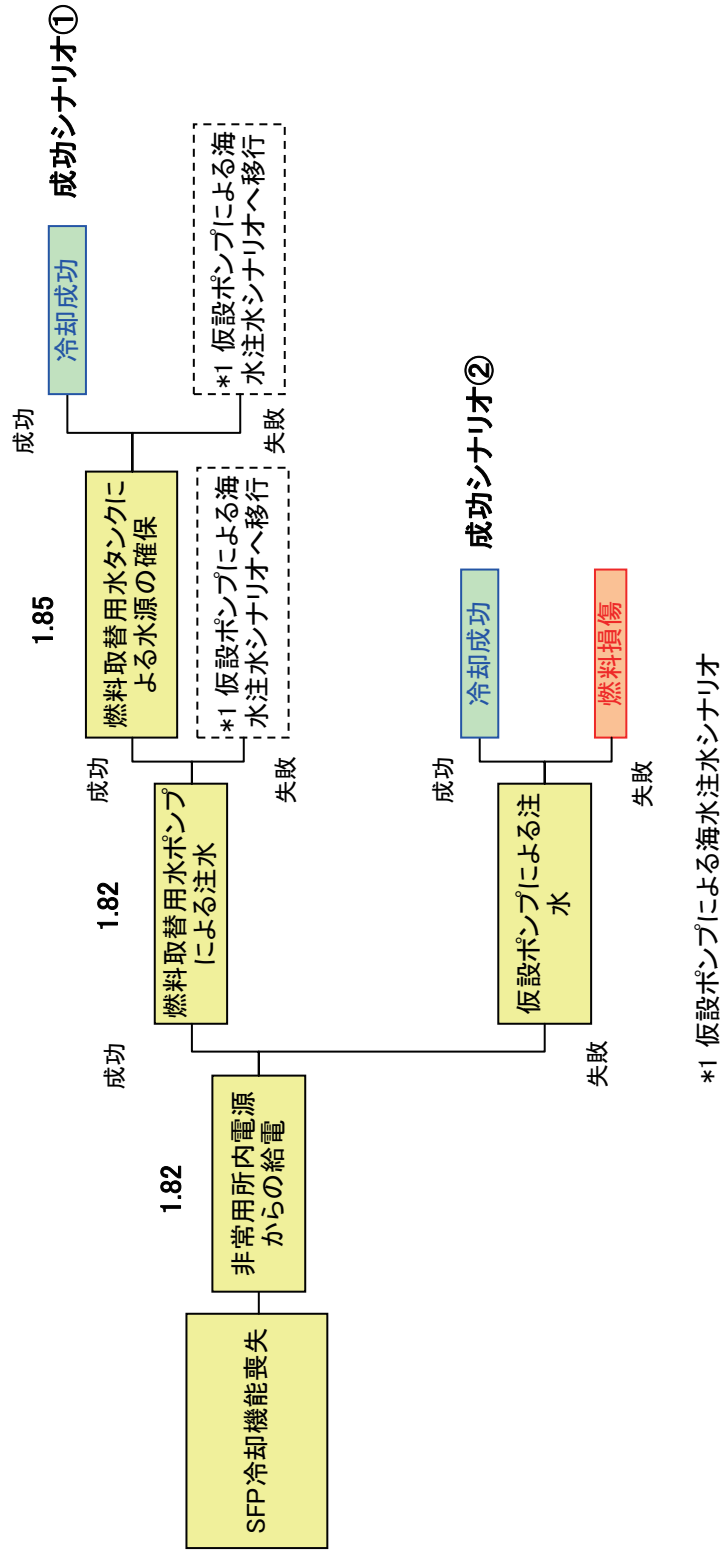 SFP冷却機能喪失
1.82
非常用所内電源
からの給電
成功
失敗
1.82
燃料取替用水ポンプ
による注水
成功
失敗
1.85
燃料取替用水タンクに
よる水源の確保
*1 仮設ポンプによる海
水注水シナリオへ移行
成功
失敗
冷却成功
成功シナリオ①
*1 仮設ポンプによる海
水注水シナリオへ移行
仮設ポンプによる注
水
成功
失敗
冷却成功
成功シナリオ②
燃料損傷
*1 仮設ポンプによる海水注水シナリオ